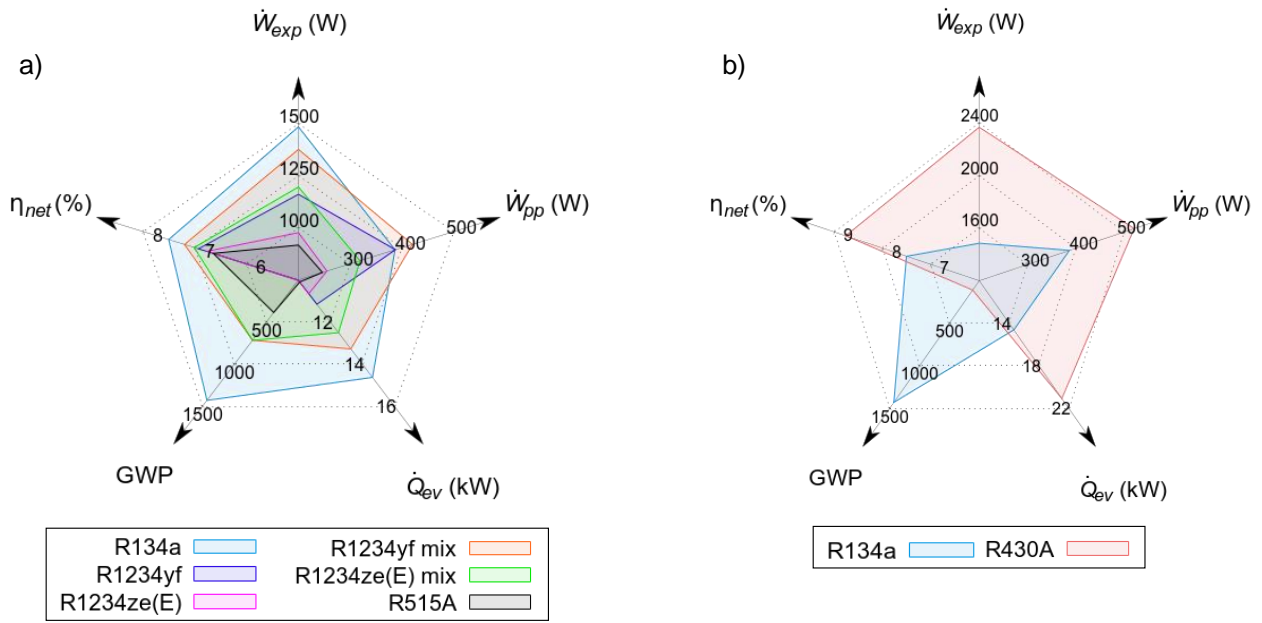 a)
Ẇexp (W)
1500
1250
1000
ηnet (%)
8
7
6
Ẇpp (W)
500
400
300
12
14
16
Q̇ev (kW)
500
1000
1500
GWP
R134a
R1234yf mix
R1234yf
R1234ze(E) mix
R1234ze(E)
R515A
b)
Ẇexp (W)
2400
2000
1600
ηnet (%)
9
8
7
Ẇpp (W)
500
400
300
14
18
22
Q̇ev (kW)
500
1000
1500
GWP
R134a
R430A